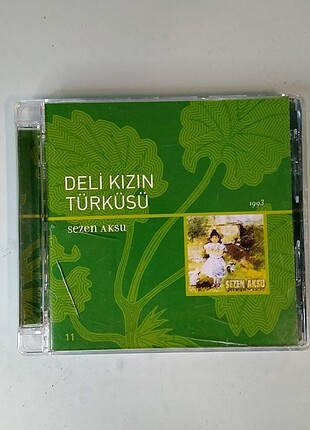 DELİ KIZIN
TÜRKÜSÜ
sezen aksu
1993
SEZEN AKSU
11